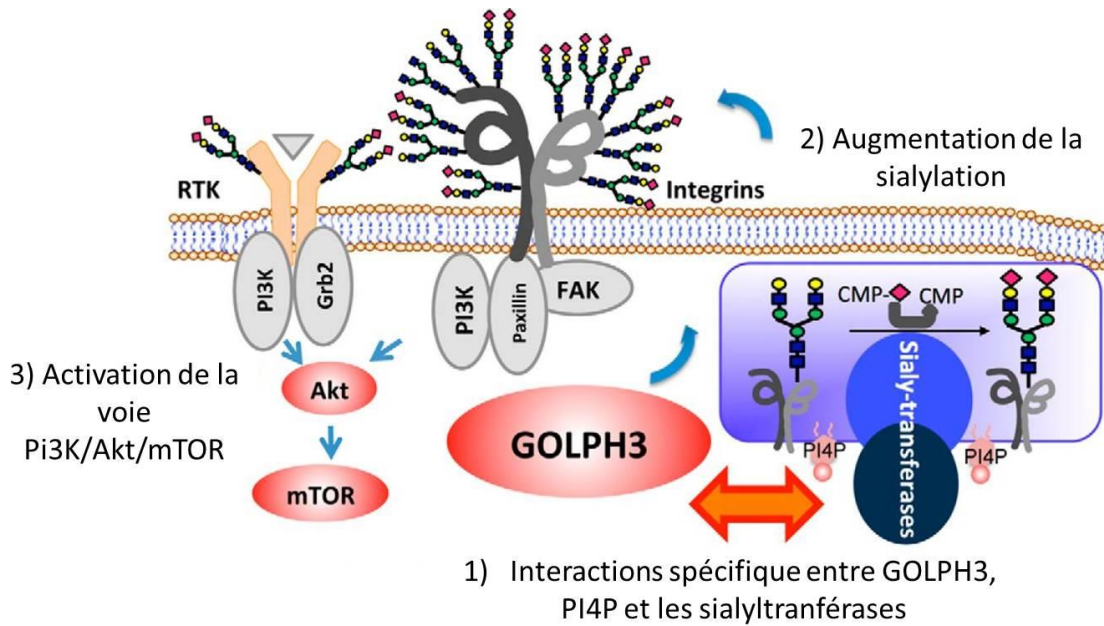 RTK
Integrins
2) Augmentation de la
sialylation
PI3K
Grb2
PI3K
Paxillin
FAK
CMP-
CMP
Sialy-transferases
PI4P
PI4P
3) Activation de la
voie
Pi3K/Akt/mTOR
Akt
mTOR
GOLPH3
1) Interactions spécifique entre GOLPH3,
PI4P et les sialyltranférases